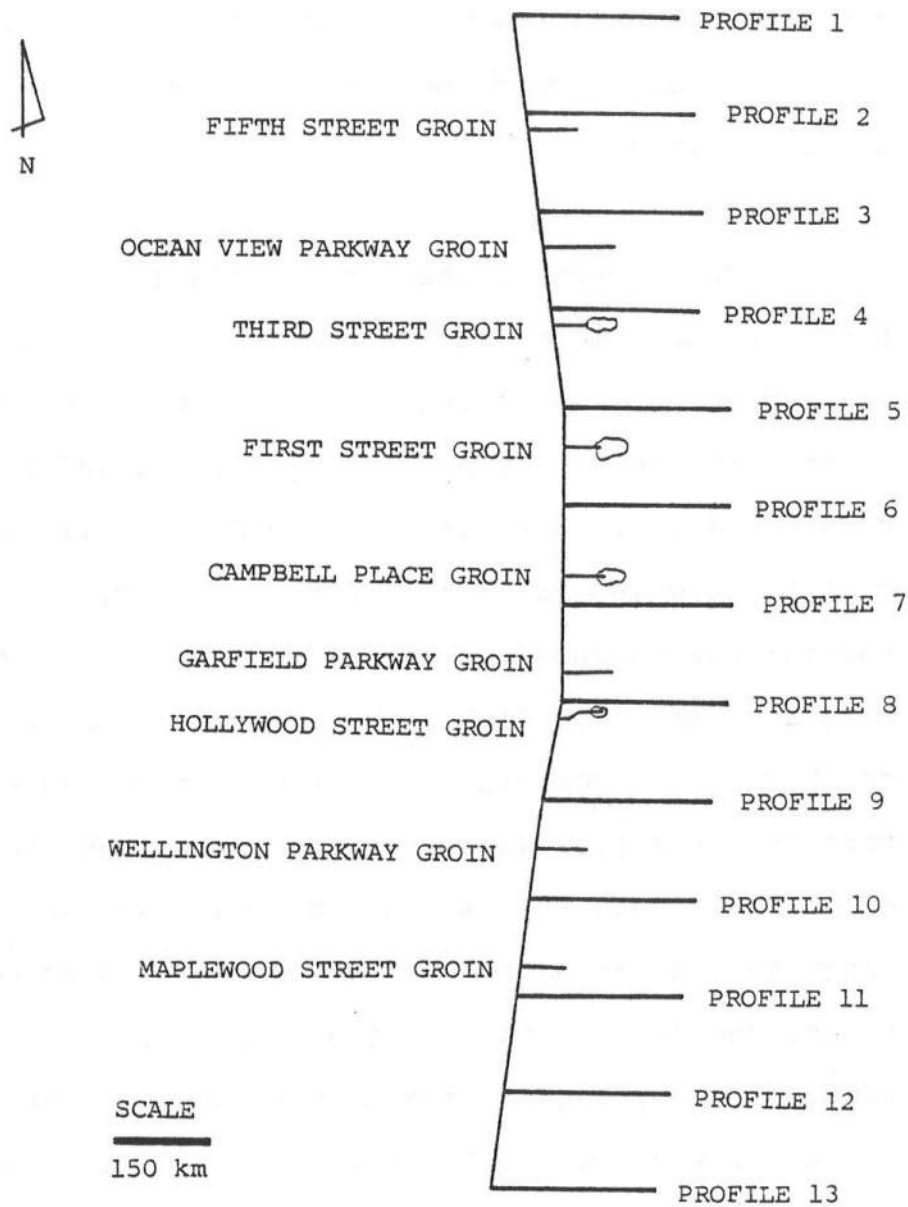 PROFILE 1
PROFILE 2
FIFTH STREET GROIN
N
PROFILE 3
OCEAN VIEW PARKWAY GROIN
PROFILE 4
THIRD STREET GROIN
PROFILE 5
FIRST STREET GROIN
PROFILE 6
CAMPBELL PLACE GROIN
PROFILE 7
GARFIELD PARKWAY GROIN
PROFILE 8
HOLLYWOOD STREET GROIN
PROFILE 9
WELLINGTON PARKWAY GROIN
PROFILE 10
MAPLEWOOD STREET GROIN
PROFILE 11
PROFILE 12
SCALE
150 km
PROFILE 13